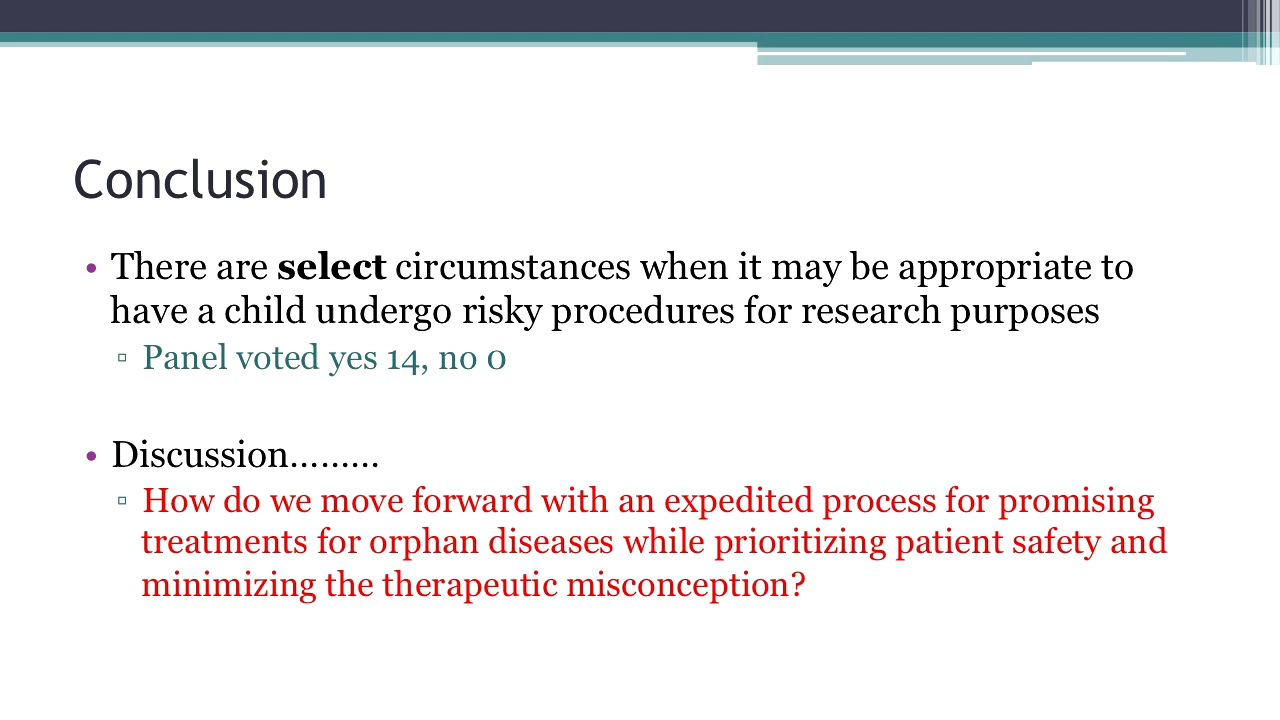 Conclusion
• There are select circumstances when it may be appropriate to
have a child undergo risky procedures for research purposes
▫ Panel voted yes 14, no 0
• Discussion………
▫ How do we move forward with an expedited process for promising
treatments for orphan diseases while prioritizing patient safety and
minimizing the therapeutic misconception?